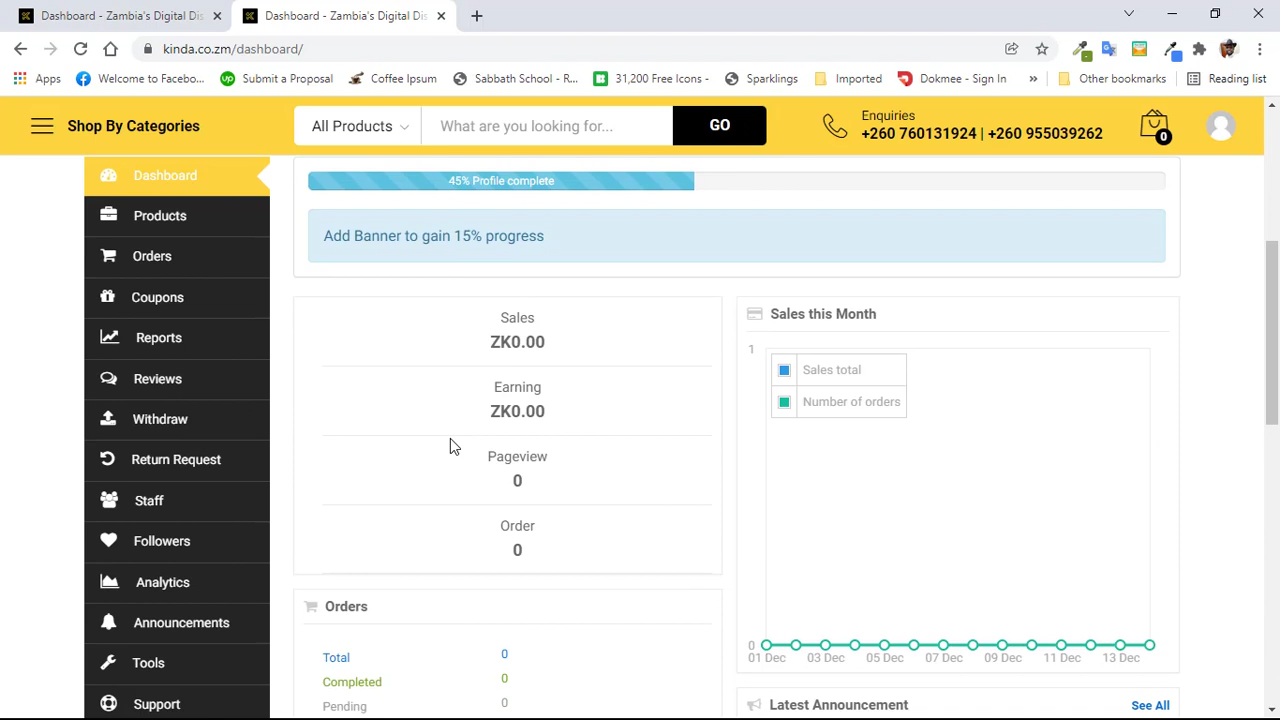 Dashboard - Zambia's Digital Dis
Dashboard - Zambia's Digital Dis
kinda.co.zm/dashboard/
Apps
Welcome to Facebo...
Submit a Proposal
Coffee Ipsum
Sabbath School - R...
31,200 Free Icons -
Sparklings
Imported
Dokmee - Sign In
»
Other bookmarks
Reading list
Shop By Categories
All Products
What are you looking for...
GO
Enquiries
+260 760131924 | +260 955039262
0
Dashboard
Products
Orders
Coupons
Reports
Reviews
Withdraw
Return Request
Staff
Followers
Analytics
Announcements
Tools
Support
45% Profile complete
Add Banner to gain 15% progress
Sales
ZK0.00
Earning
ZK0.00
Pageview
0
Order
0
Orders
Total 0
Completed 0
Pending 0
Sales this Month
1
Sales total
Number of orders
0
01 Dec 03 Dec 05 Dec 07 Dec 09 Dec 11 Dec 13 Dec
Latest Announcement
See All